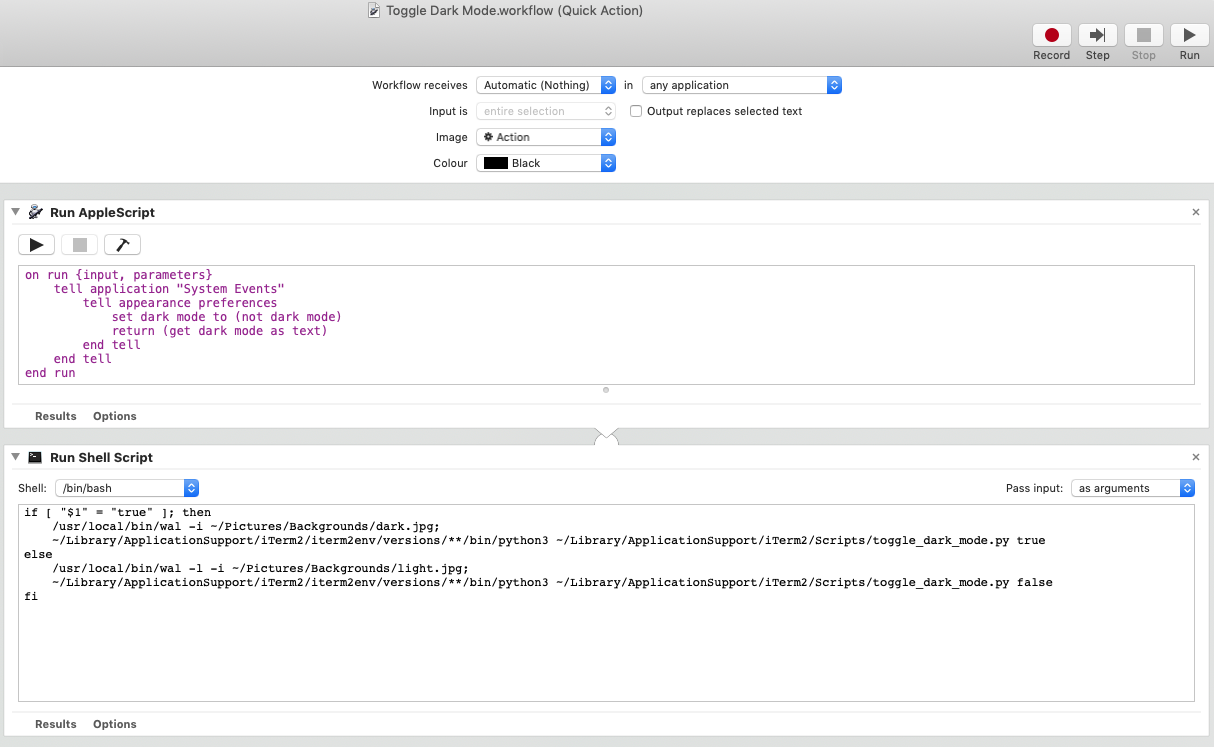 Toggle Dark Mode.workflow (Quick Action)
Record Step Stop Run
Workflow receives Automatic (Nothing) in any application
Input is entire selection Output replaces selected text
Image Action
Colour Black
Run AppleScript
on run {input, parameters}
    tell application "System Events"
        tell appearance preferences
            set dark mode to (not dark mode)
            return (get dark mode as text)
        end tell
    end tell
end run
Results Options
Run Shell Script
Shell: /bin/bash Pass input: as arguments
if [ "$1" = "true" ]; then
    /usr/local/bin/wal -i ~/Pictures/Backgrounds/dark.jpg;
    ~/Library/ApplicationSupport/iTerm2/iterm2env/versions/**/bin/python3 ~/Library/ApplicationSupport/iTerm2/Scripts/toggle_dark_mode.py true
else
    /usr/local/bin/wal -l -i ~/Pictures/Backgrounds/light.jpg;
    ~/Library/ApplicationSupport/iTerm2/iterm2env/versions/**/bin/python3 ~/Library/ApplicationSupport/iTerm2/Scripts/toggle_dark_mode.py false
fi
Results Options